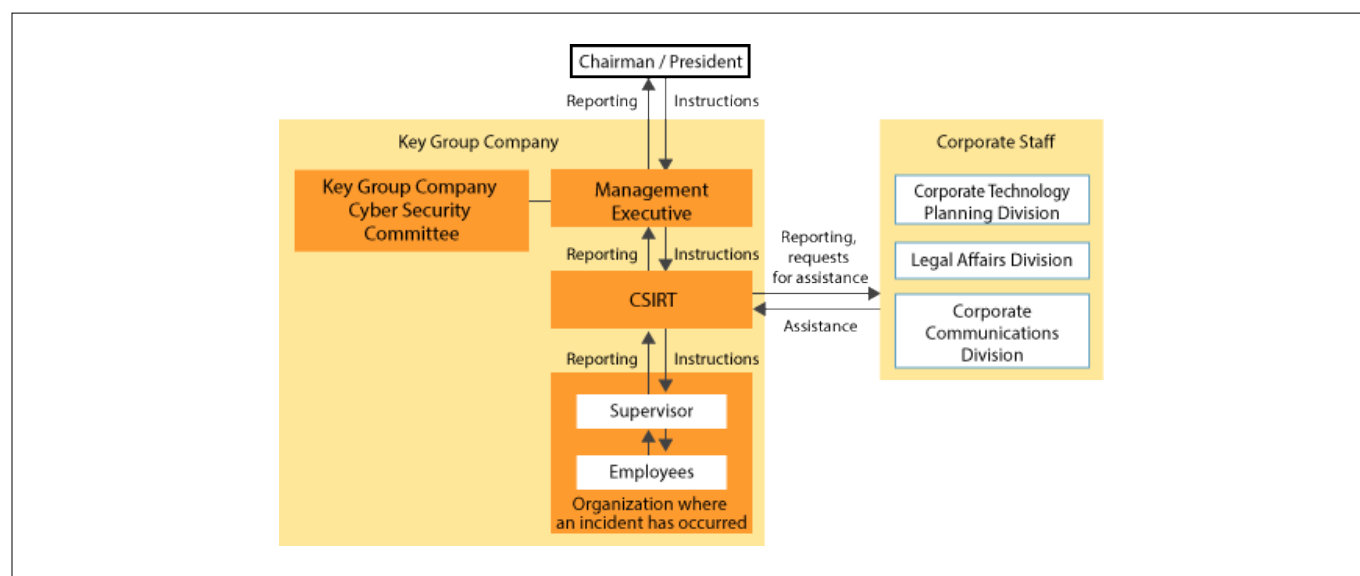 Chairman / President
Reporting
Instructions
Key Group Company
Key Group Company
Cyber Security
Committee
Management
Executive
Reporting
Instructions
CSIRT
Reporting
Instructions
Supervisor
Employees
Organization where
an incident has occurred
Reporting,
requests
for assistance
Assistance
Corporate Staff
Corporate Technology
Planning Division
Legal Affairs Division
Corporate
Communications
Division